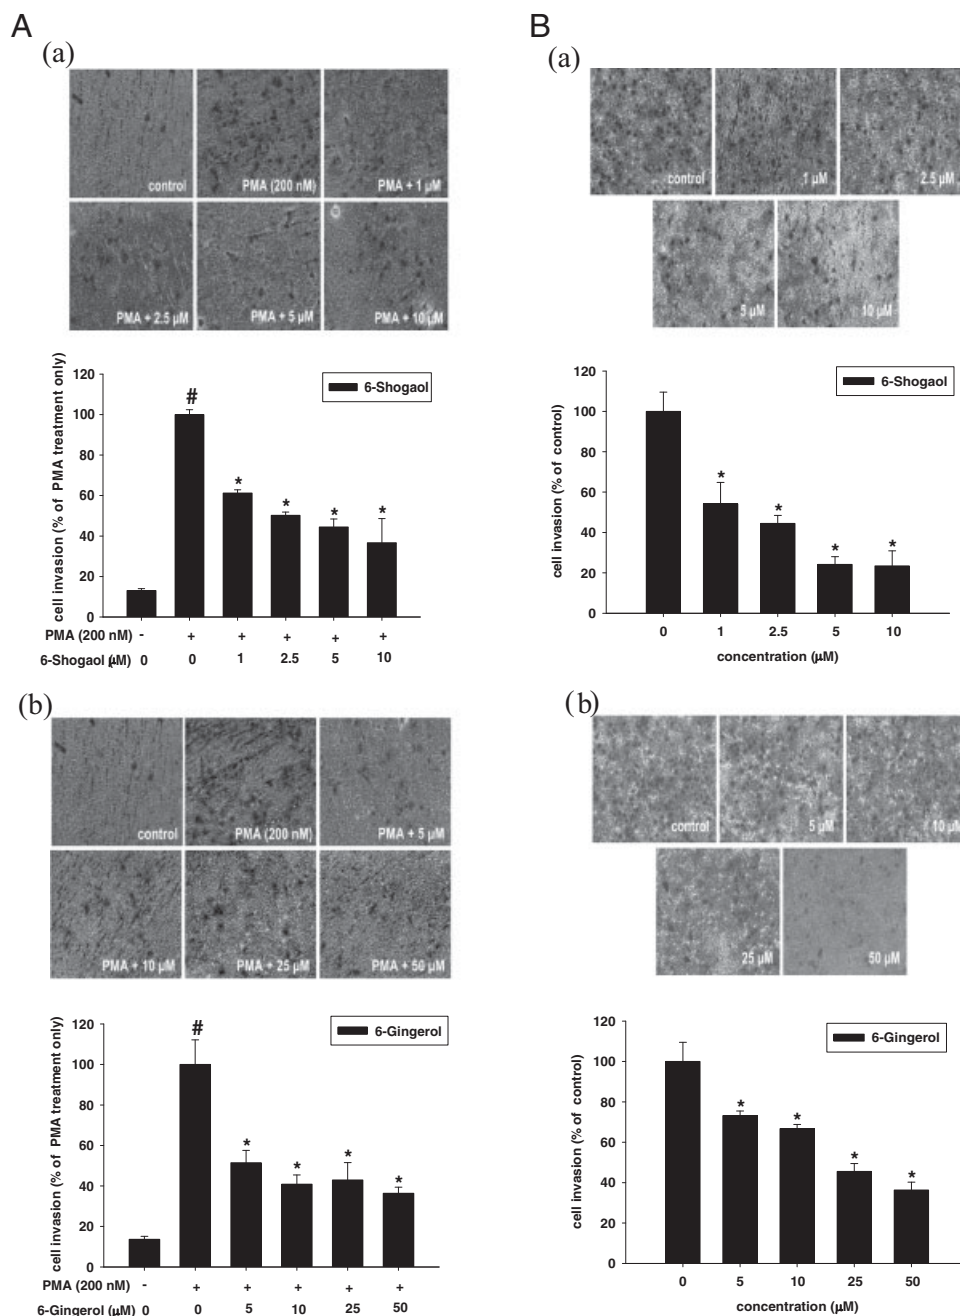 A
(a)
control
PMA (200 nM)
PMA + 1 µM
PMA + 2.5 µM
PMA + 5 µM
PMA + 10 µM
cell invasion (% of PMA treatment only)
120
100
80
60
40
20
0
6-Shogaol
#
*
*
*
*
PMA (200 nM) - + + + + +
6-Shogaol (µM) 0 0 1 2.5 5 10
(b)
control
PMA (200 nM)
PMA + 5 µM
PMA + 10 µM
PMA + 25 µM
PMA + 50 µM
cell invasion (% of PMA treatment only)
120
100
80
60
40
20
0
6-Gingerol
#
*
*
*
*
PMA (200 nM) - + + + + +
6-Gingerol (µM) 0 0 5 10 25 50
B
(a)
control
1 µM
2.5 µM
5 µM
10 µM
cell invasion (% of control)
120
100
80
60
40
20
0
6-Shogaol
*
*
*
*
0 1 2.5 5 10
concentration (µM)
(b)
control
5 µM
10 µM
25 µM
50 µM
cell invasion (% of control)
120
100
80
60
40
20
0
6-Gingerol
*
*
*
*
0 5 10 25 50
concentration (µM)